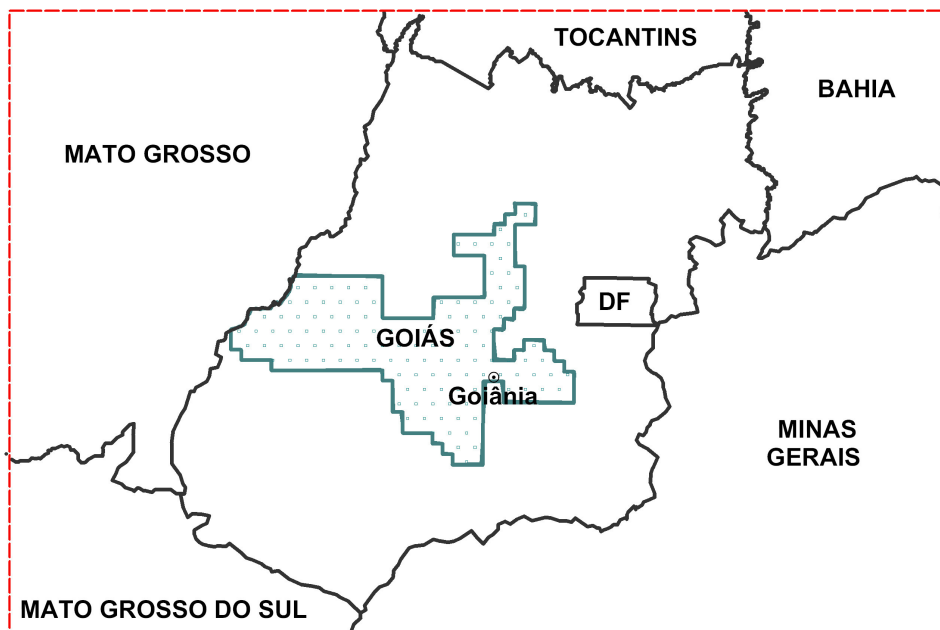 TOCANTINS
BAHIA
MATO GROSSO
DF
GOIÁS
Goiânia
MINAS
GERAIS
MATO GROSSO DO SUL